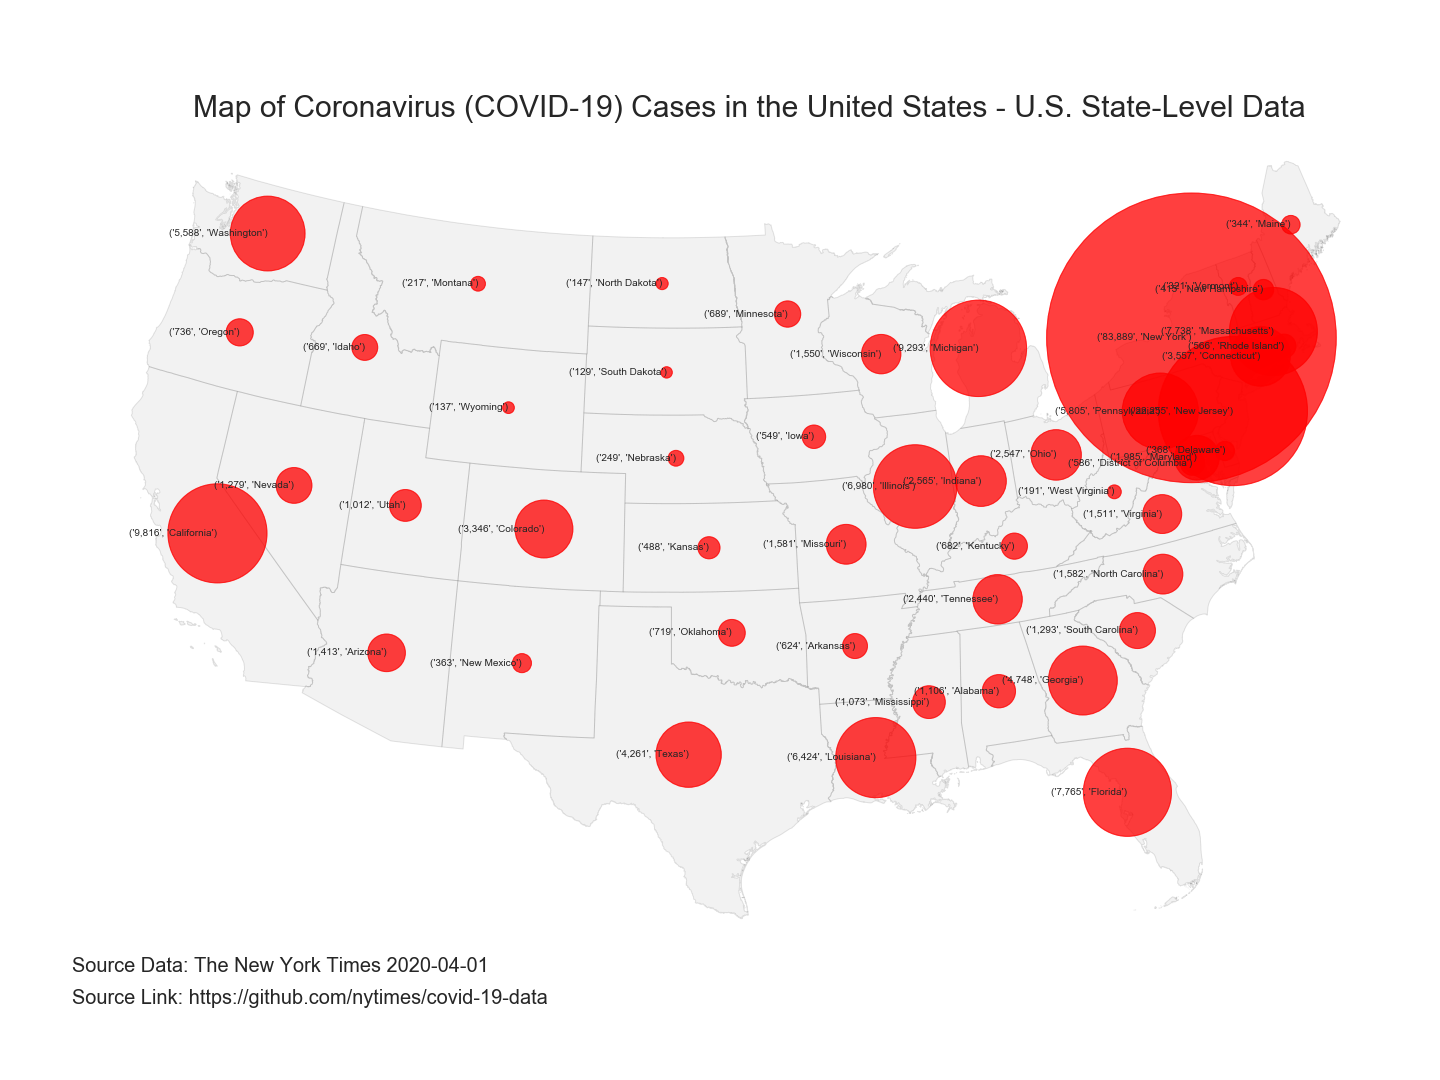 Map of Coronavirus (COVID-19) Cases in the United States - U.S. State-Level Data
('344', 'Maine')
('5,588', 'Washington')
('217', 'Montana')
('147', 'North Dakota')
('321', 'Vermont')
('415', 'New Hampshire')
('689', 'Minnesota')
('736', 'Oregon')
('7,738', 'Massachusetts')
('83,889', 'New York')
('669', 'Idaho')
('9,293', 'Michigan')
('566', 'Rhode Island')
('1,550', 'Wisconsin')
('3,557', 'Connecticut')
('129', 'South Dakota')
('137', 'Wyoming')
('5,805', 'Pennsylvania')
'New Jersey')
('549', 'Iowa')
('368', 'Delaware')
('2,547', 'Ohio')
('1,985', 'Maryland')
('249', 'Nebraska')
('586', 'District of Columbia')
('2,565', 'Indiana')
('1,279', 'Nevada')
('6,980', 'Illinois')
('191', 'West Virginia')
('1,012', 'Utah')
('1,511', 'Virginia')
('3,346', 'Colorado')
('9,816', 'California')
('1,581', 'Missouri')
('488', 'Kansas')
('682', 'Kentucky')
('1,582', 'North Carolina')
('2,440', 'Tennessee')
('1,293', 'South Carolina')
('719', 'Oklahoma')
('624', 'Arkansas')
('1,413', 'Arizona')
('363', 'New Mexico')
('4,748', 'Georgia')
('1,106', 'Alabama')
('1,073', 'Mississippi')
('4,261', 'Texas')
('6,424', 'Louisiana')
('7,765', 'Florida')
Source Data: The New York Times 2020-04-01
Source Link: https://github.com/nytimes/covid-19-data